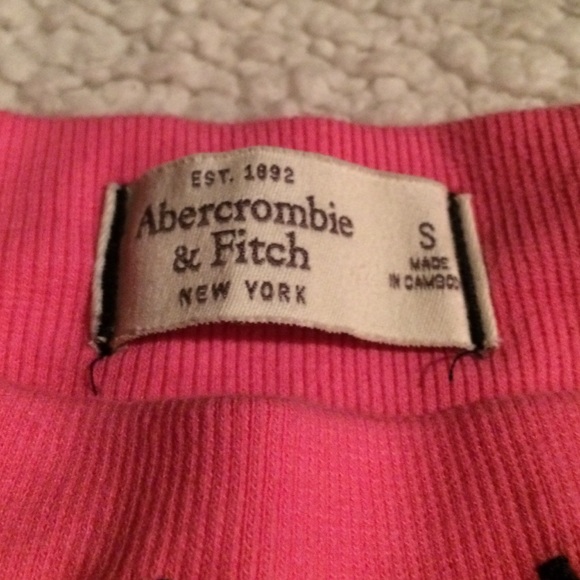 EST. 1892
Abercrombie
& Fitch
NEW YORK
S
MADE
IN